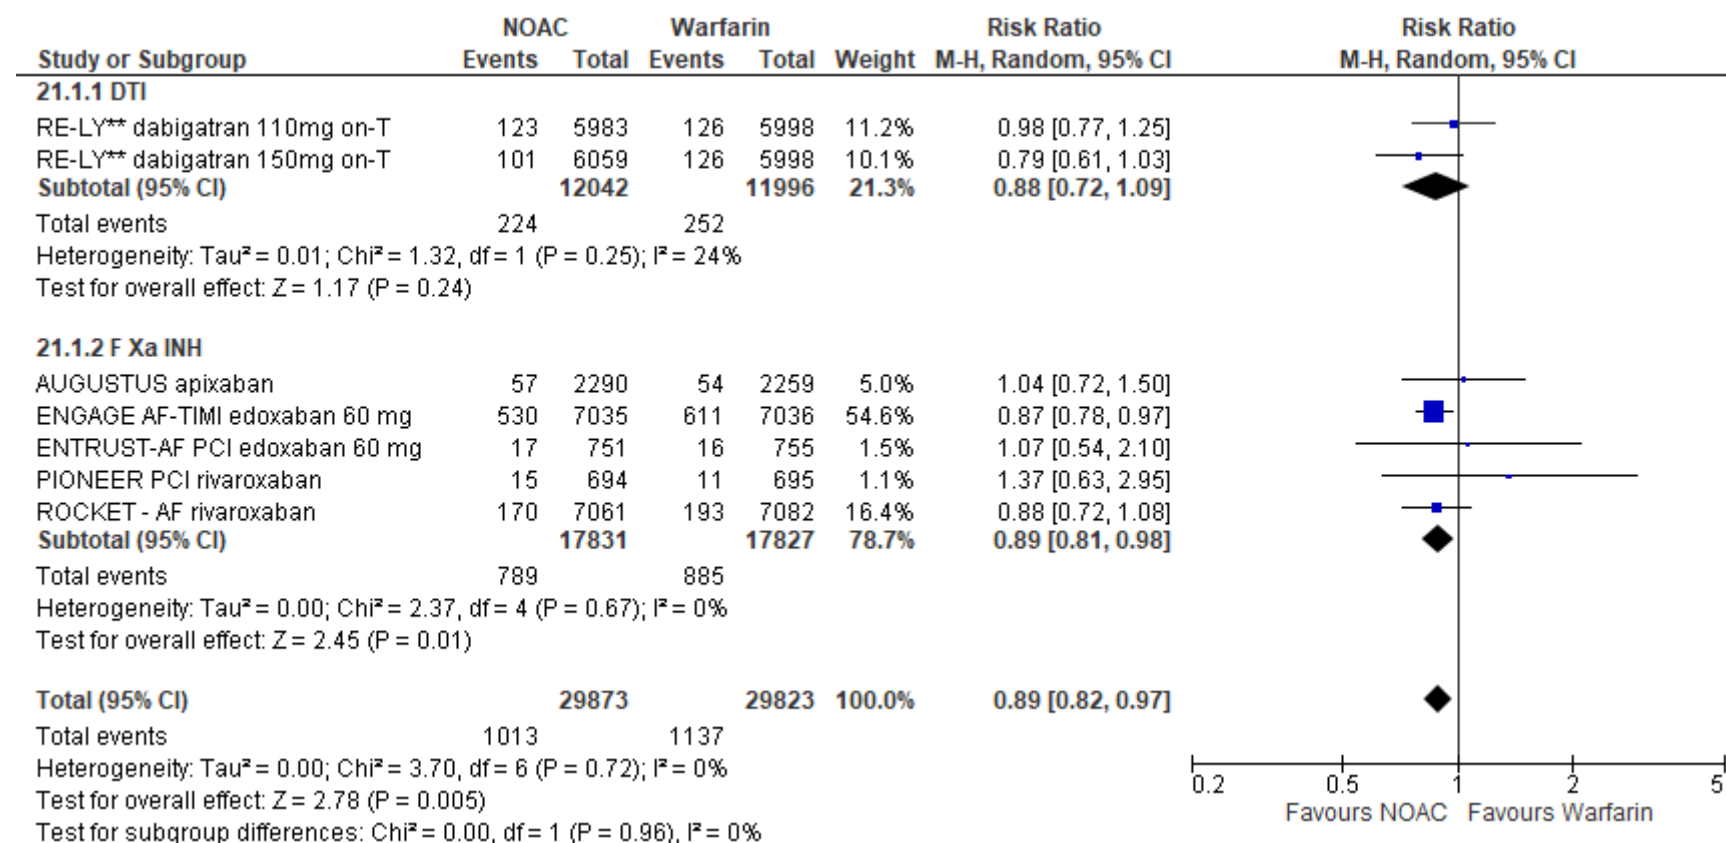 NOAC Warfarin Risk Ratio Risk Ratio
Study or Subgroup Events Total Events Total Weight M-H, Random, 95% CI M-H, Random, 95% CI
21.1.1 DTI
RE-LY** dabigatran 110mg on-T 123 5983 126 5998 11.2% 0.98 [0.77, 1.25]
RE-LY** dabigatran 150mg on-T 101 6059 126 5998 10.1% 0.79 [0.61, 1.03]
Subtotal (95% CI) 12042 11996 21.3% 0.88 [0.72, 1.09]
Total events 224 252
Heterogeneity: Tau² = 0.01; Chi² = 1.32, df = 1 (P = 0.25); I² = 24%
Test for overall effect: Z = 1.17 (P = 0.24)
21.1.2 F Xa INH
AUGUSTUS apixaban 57 2290 54 2259 5.0% 1.04 [0.72, 1.50]
ENGAGE AF-TIMI edoxaban 60 mg 530 7035 611 7036 54.6% 0.87 [0.78, 0.97]
ENTRUST-AF PCI edoxaban 60 mg 17 751 16 755 1.5% 1.07 [0.54, 2.10]
PIONEER PCI rivaroxaban 15 694 11 695 1.1% 1.37 [0.63, 2.95]
ROCKET - AF rivaroxaban 170 7061 193 7082 16.4% 0.88 [0.72, 1.08]
Subtotal (95% CI) 17831 17827 78.7% 0.89 [0.81, 0.98]
Total events 789 885
Heterogeneity: Tau² = 0.00; Chi² = 2.37, df = 4 (P = 0.67); I² = 0%
Test for overall effect: Z = 2.45 (P = 0.01)
Total (95% CI) 29873 29823 100.0% 0.89 [0.82, 0.97]
Total events 1013 1137
Heterogeneity: Tau² = 0.00; Chi² = 3.70, df = 6 (P = 0.72); I² = 0%
Test for overall effect: Z = 2.78 (P = 0.005)
Test for subgroup differences: Chi² = 0.00, df = 1 (P = 0.96), I² = 0%
0.2 0.5 1 2 5
Favours NOAC Favours Warfarin